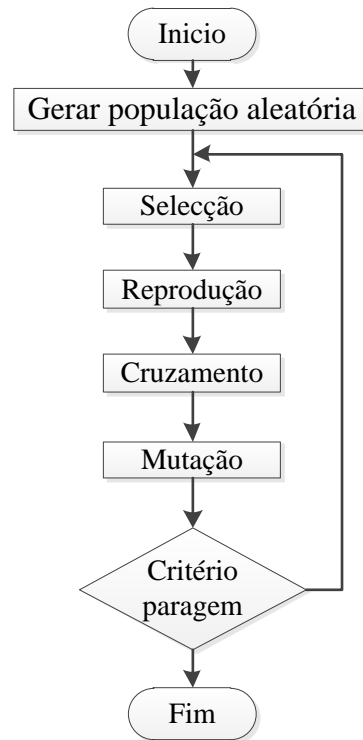 Inicio
Gerar população aleatória
Selecção
Reprodução
Cruzamento
Mutação
Critério
paragem
Fim